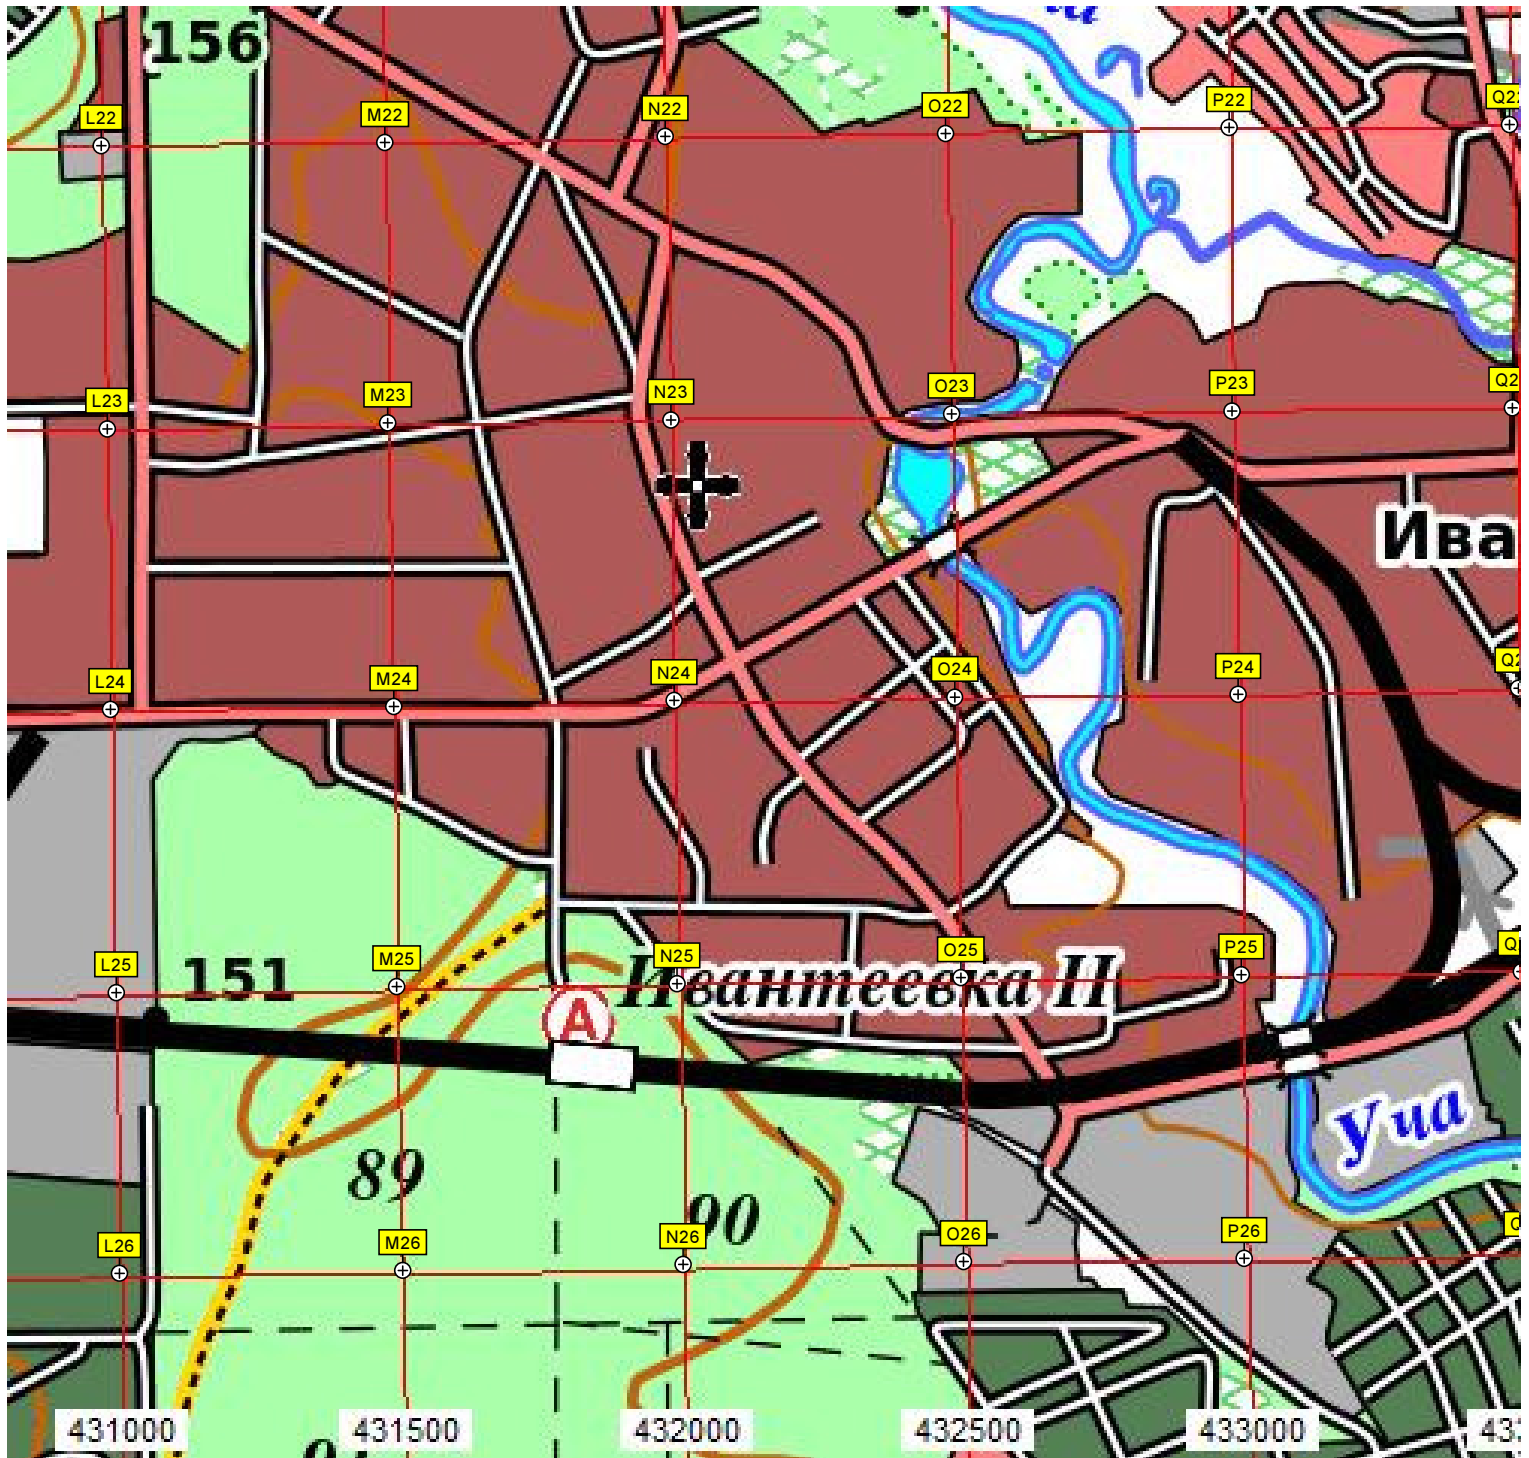 156
L22 M22 N22 O22 P22
L23 M23 N23 O23 P23
Ива
L24 M24 N24 O24 P24
L25 M25 N25 O25 P25
151
Ивантеевка II
А
Уча
89
90
L26 M26 N26 O26 P26
431000 431500 432000 432500 433000